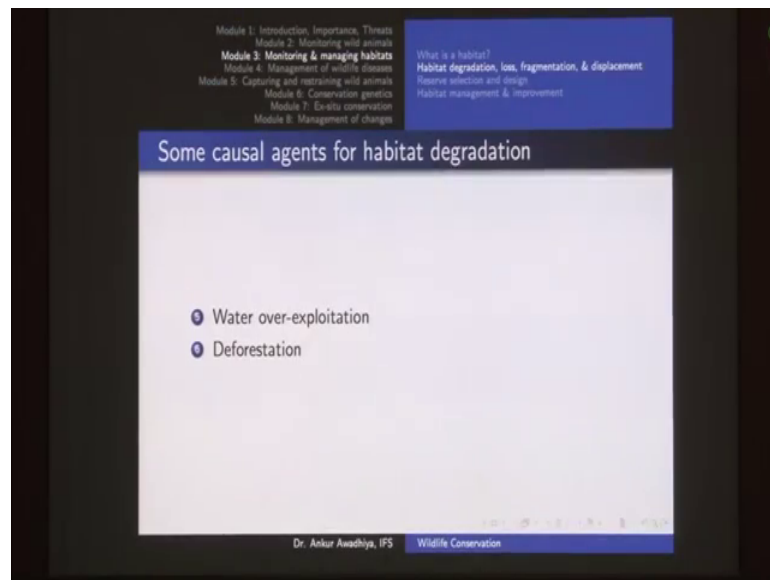 Module 1: Introduction, Importance, Threats
Module 2: Monitoring wild animals
Module 3: Monitoring & managing habitats
Module 4: Management of wildlife diseases
Module 5: Capturing and restraining wild animals
Module 6: Conservation genetics
Module 7: Ex-situ conservation
Module 8: Management of changes
What is a habitat?
Habitat degradation, loss, fragmentation, & displacement
Reserve selection and design
Habitat management & improvement
Some causal agents for habitat degradation
5 Water over-exploitation
6 Deforestation
Dr. Ankur Awadhiya, IFS Wildlife Conservation